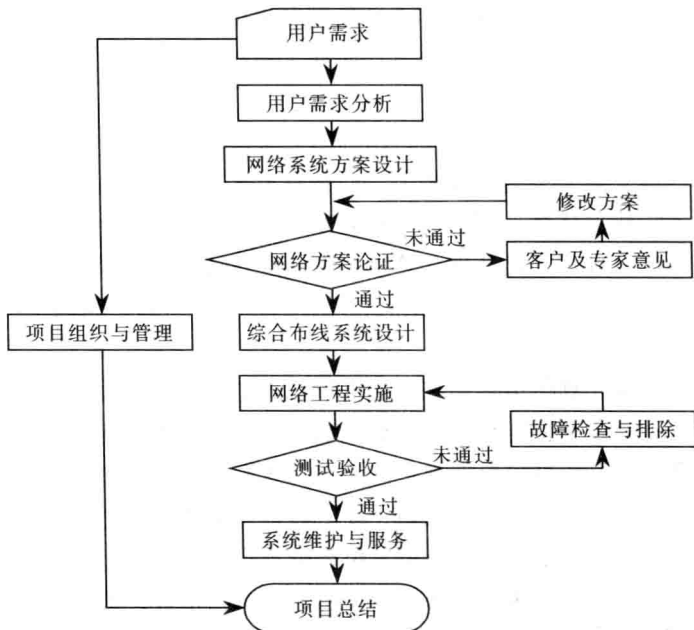 用户需求
用户需求分析
网络系统方案设计
修改方案
未通过
网络方案论证
客户及专家意见
通过
项目组织与管理
综合布线系统设计
网络工程实施
故障检查与排除
未通过
测试验收
通过
系统维护与服务
项目总结